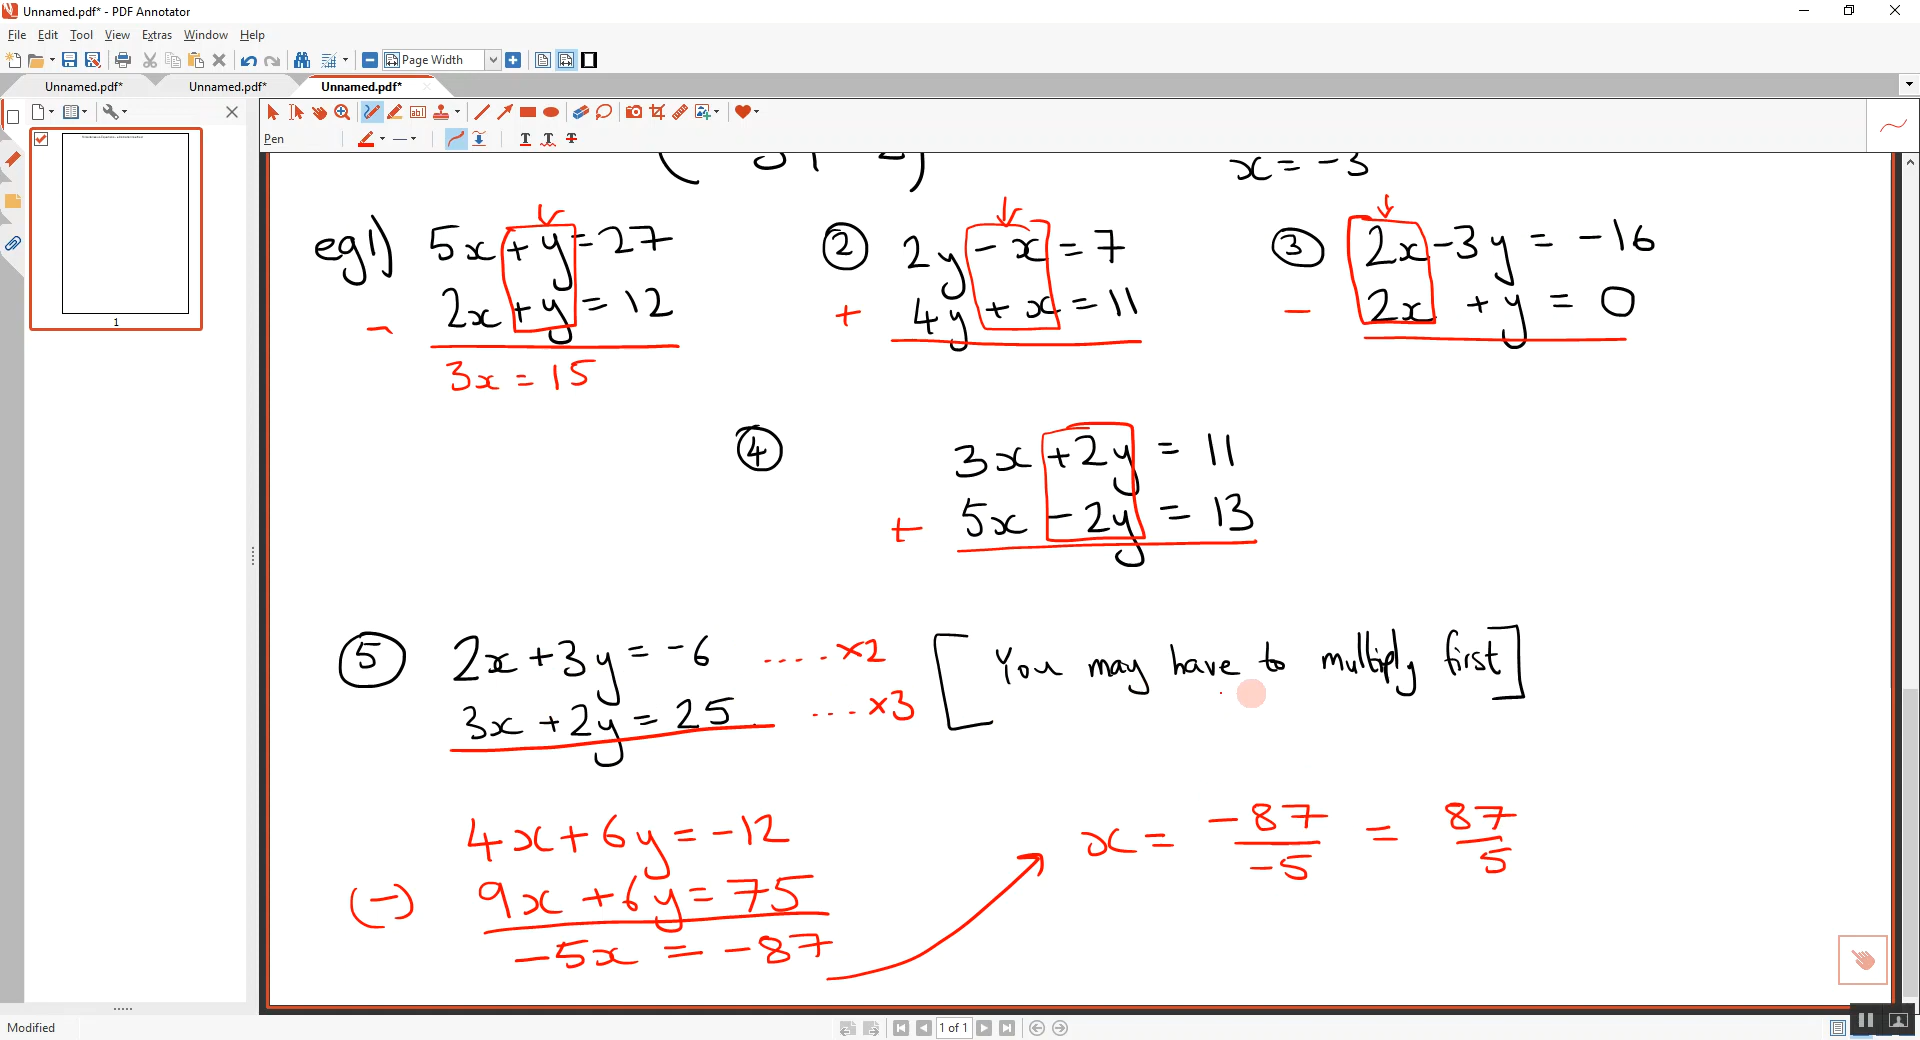 Unnamed.pdf* - PDF Annotator
File Edit Tool View Extras Window Help
Page Width
Unnamed.pdf* Unnamed.pdf* Unnamed.pdf*
Pen
x = -3
eg1) 5x + y = 27
2x + y = 12
-
3x = 15
② 2y - x = 7
+ 4y + x = 11
③ 2x - 3y = -16
- 2x + y = 0
④ 3x + 2y = 11
+ 5x - 2y = 13
⑤ 2x + 3y = -6 ..... ×2
3x + 2y = 25 .... ×3
[You may have to multiply first]
4x + 6y = -12
(-) 9x + 6y = 75
-5x = -87
x = -87/-5 = 87/5
1
Modified
1 of 1